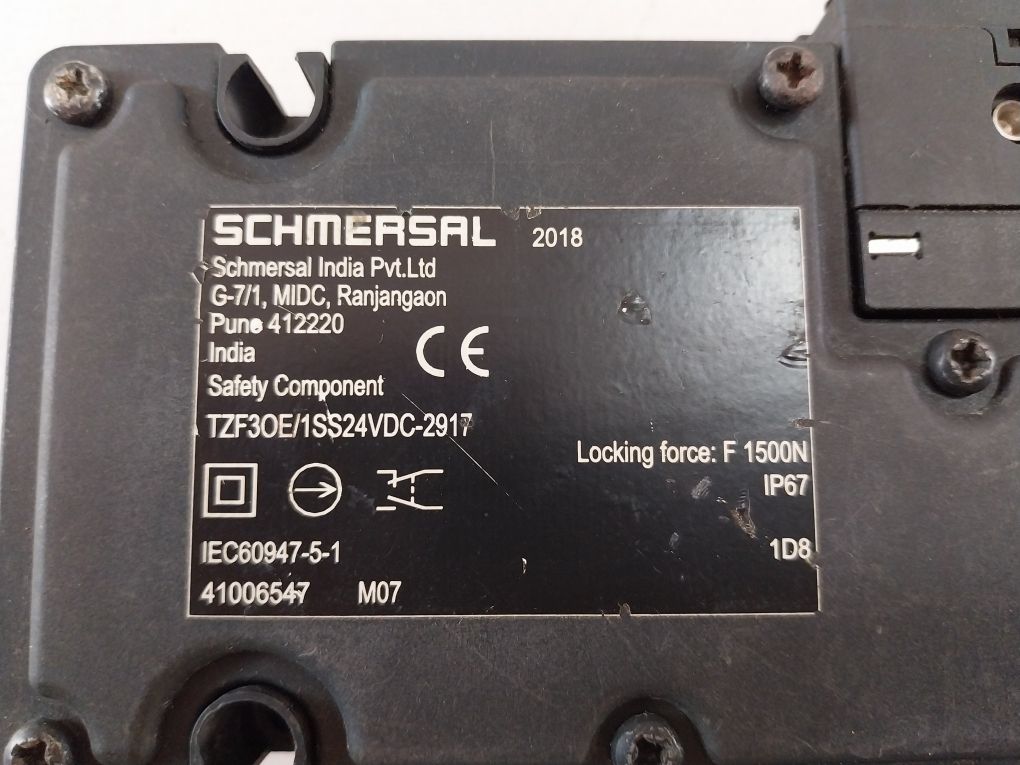 SCHMERSAL 2018
Schmersal India Pvt.Ltd
G-7/1, MIDC, Ranjangaon
Pune 412220
India
CE
Safety Component
TZF3OE/1SS24VDC-2917
Locking force: F 1500N
IP67
IEC60947-5-1
1D8
41006547 M07